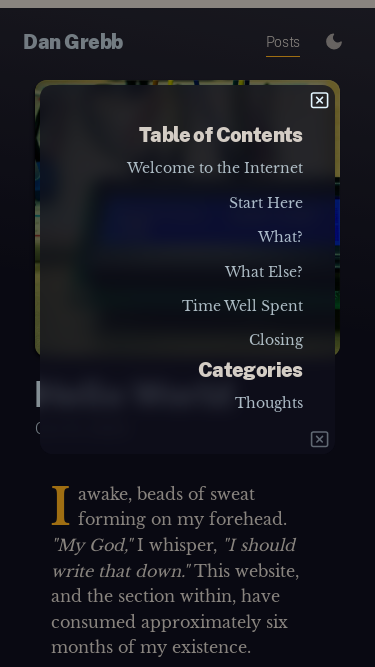 Dan Grebb
Posts
Table of Contents
Welcome to the Internet
Start Here
What?
What Else?
Time Well Spent
Closing
Categories
Thoughts
Hello World
I awake, beads of sweat
forming on my forehead.
"My God," I whisper, "I should
write that down." This website,
and the section within, have
consumed approximately six
months of my existence.